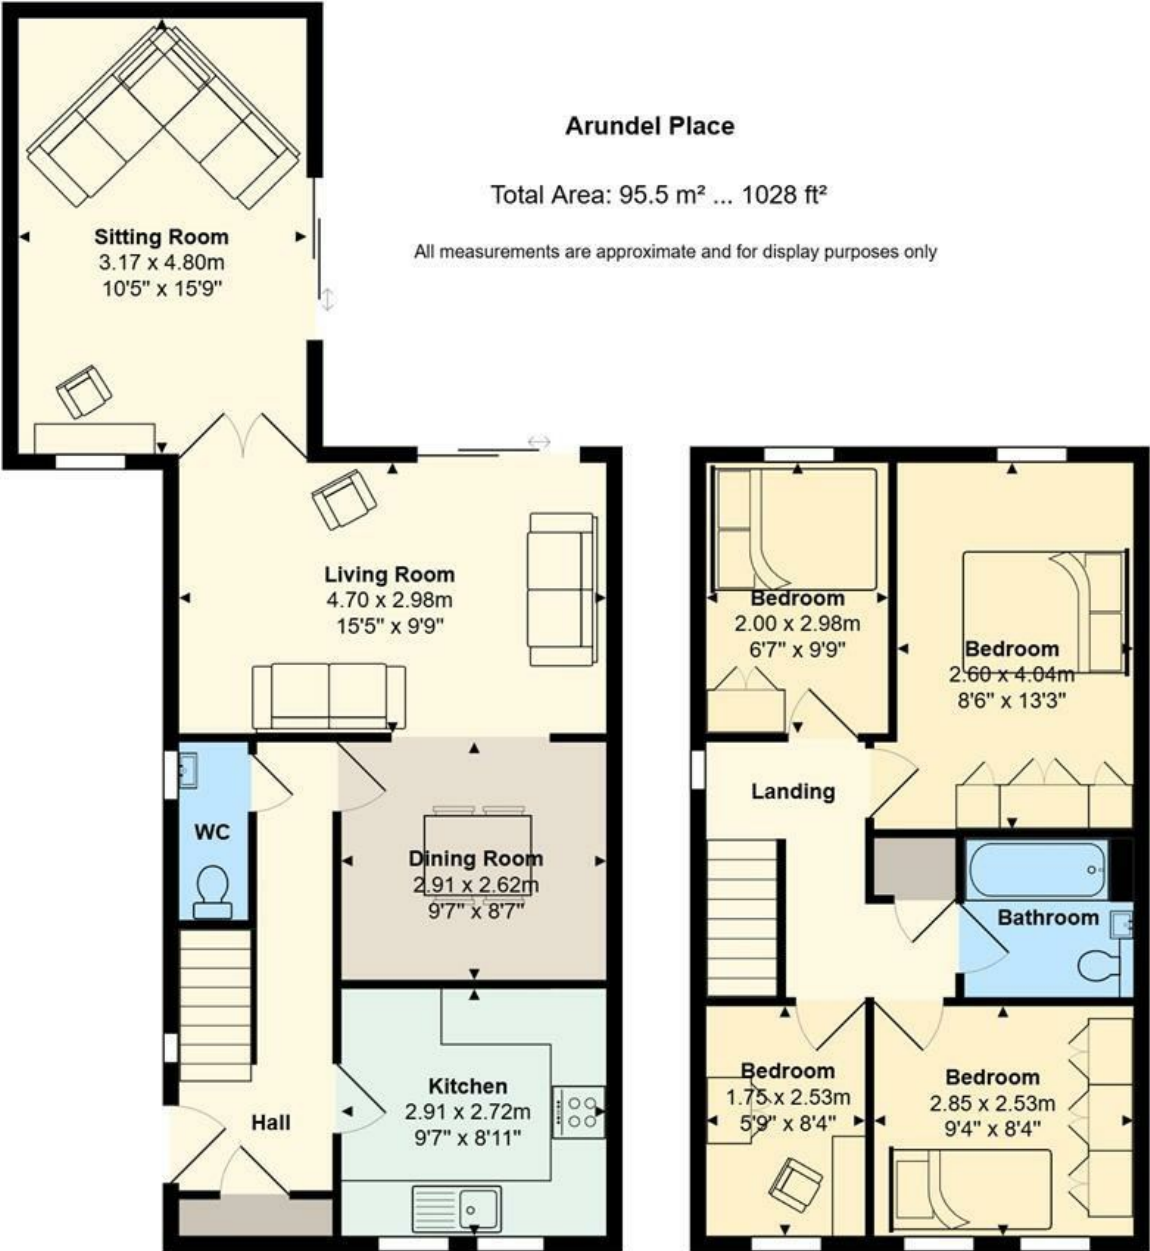 Arundel Place
Total Area: 95.5 m² ... 1028 ft²
All measurements are approximate and for display purposes only
Sitting Room
3.17 x 4.80m
10'5" x 15'9"
Living Room
4.70 x 2.98m
15'5" x 9'9"
WC
Dining Room
2.91 x 2.62m
9'7" x 8'7"
Kitchen
2.91 x 2.72m
9'7" x 8'11"
Hall
Bedroom
2.00 x 2.98m
6'7" x 9'9"
Bedroom
2.60 x 4.04m
8'6" x 13'3"
Landing
Bathroom
Bedroom
1.75 x 2.53m
5'9" x 8'4"
Bedroom
2.85 x 2.53m
9'4" x 8'4"